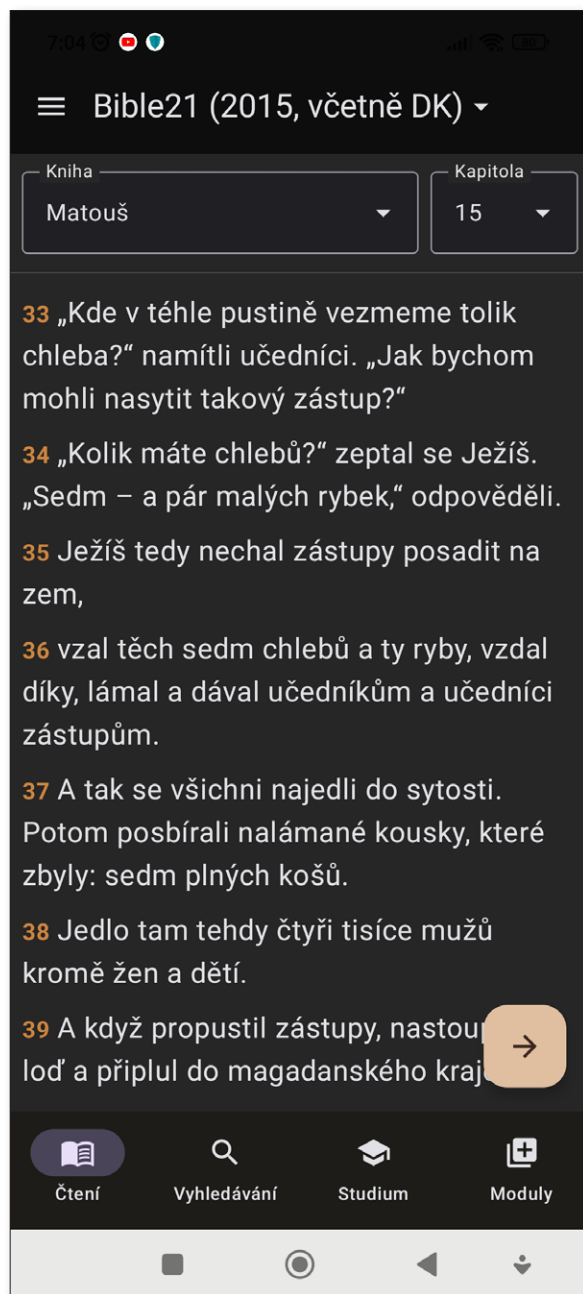 7:04
80
Bible21 (2015, včetně DK)
Kniha
Matouš
Kapitola
15
33 „Kde v téhle pustině vezmeme tolik
chleba?“ namítli učedníci. „Jak bychom
mohli nasytit takový zástup?“
34 „Kolik máte chlebů?“ zeptal se Ježíš.
„Sedm – a pár malých rybek,“ odpověděli.
35 Ježíš tedy nechal zástupy posadit na
zem,
36 vzal těch sedm chlebů a ty ryby, vzdal
díky, lámal a dával učedníkům a učedníci
zástupům.
37 A tak se všichni najedli do sytosti.
Potom posbírali nalámané kousky, které
zbyly: sedm plných košů.
38 Jedlo tam tehdy čtyři tisíce mužů
kromě žen a dětí.
39 A když propustil zástupy,
loď a připlul do magadanského
Čtení
Vyhledávání
Studium
Moduly